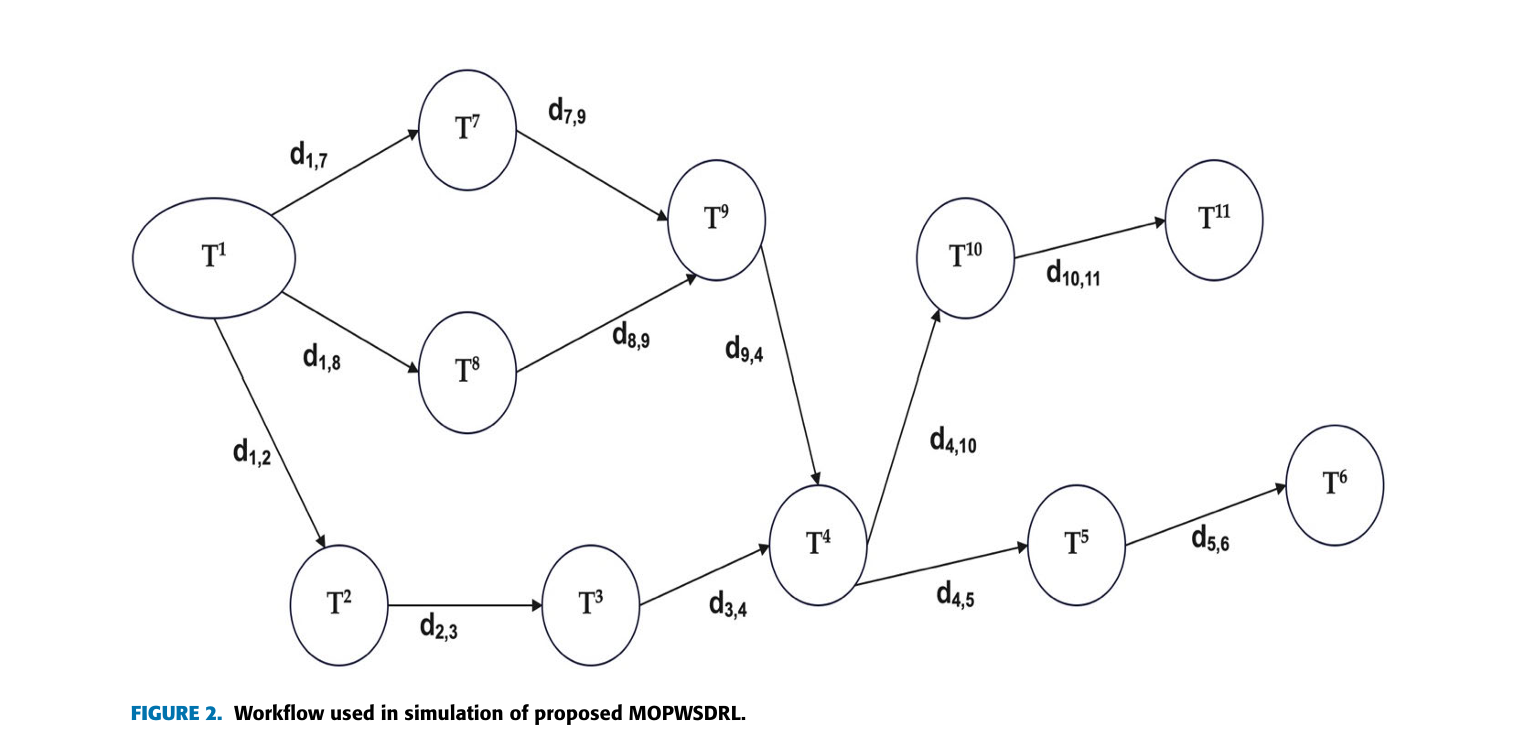 T⁷
d₇,₉
d₁,₇
T⁹
T¹¹
T¹
T¹⁰
d₁₀,₁₁
d₈,₉
d₉,₄
d₁,₈
T⁸
d₄,₁₀
d₁,₂
T⁶
T⁴
T⁵
d₅,₆
T²
T³
d₃,₄
d₄,₅
d₂,₃
FIGURE 2. Workflow used in simulation of proposed MOPWSDRL.